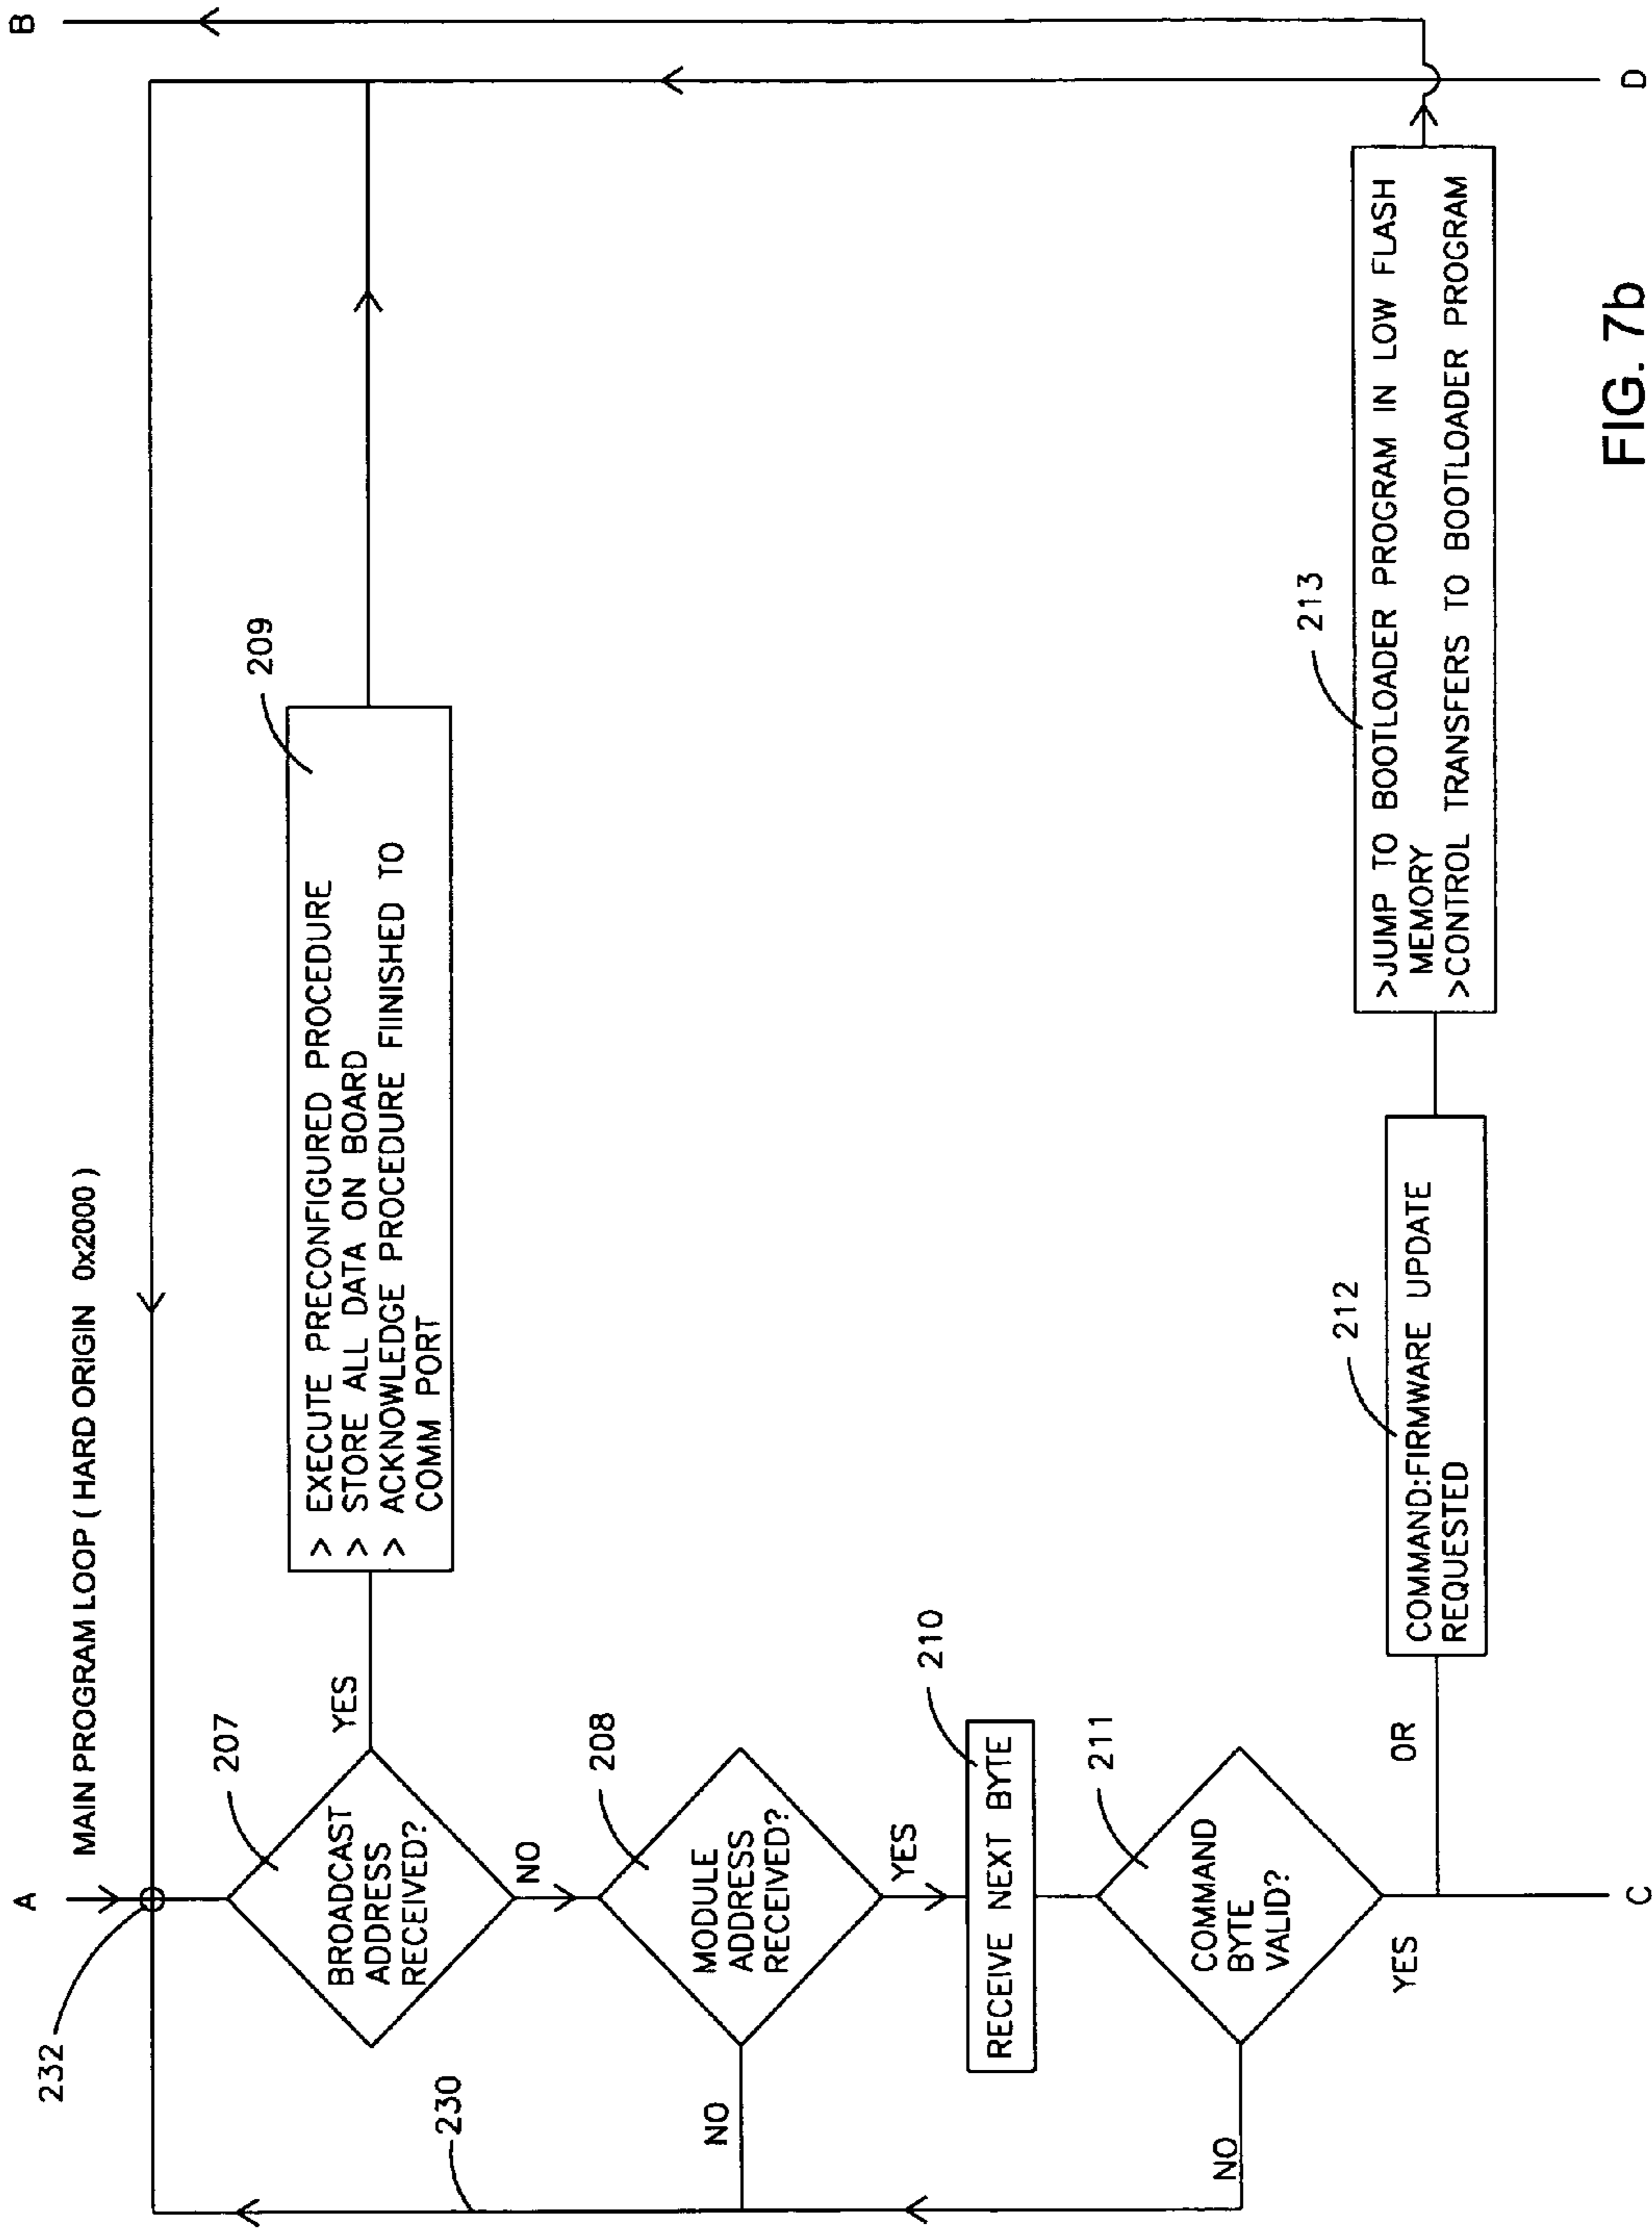 A
B
MAIN PROGRAM LOOP ( HARD ORIGIN 0x2000 )
232
207
BROADCAST
ADDRESS
RECEIVED?
YES
209
> EXECUTE PRECONFIGURED PROCEDURE
> STORE ALL DATA ON BOARD
> ACKNOWLEDGE PROCEDURE FIINISHED TO
COMM PORT
NO
230
208
MODULE
ADDRESS
RECEIVED?
NO
YES
210
RECEIVE NEXT BYTE
211
COMMAND
BYTE
VALID?
NO
YES
OR
212
COMMAND:FIRMWARE UPDATE
REQUESTED
213
>JUMP TO BOOTLOADER PROGRAM IN LOW FLASH
MEMORY
>CONTROL TRANSFERS TO BOOTLOADER PROGRAM
C
D
FIG. 7b